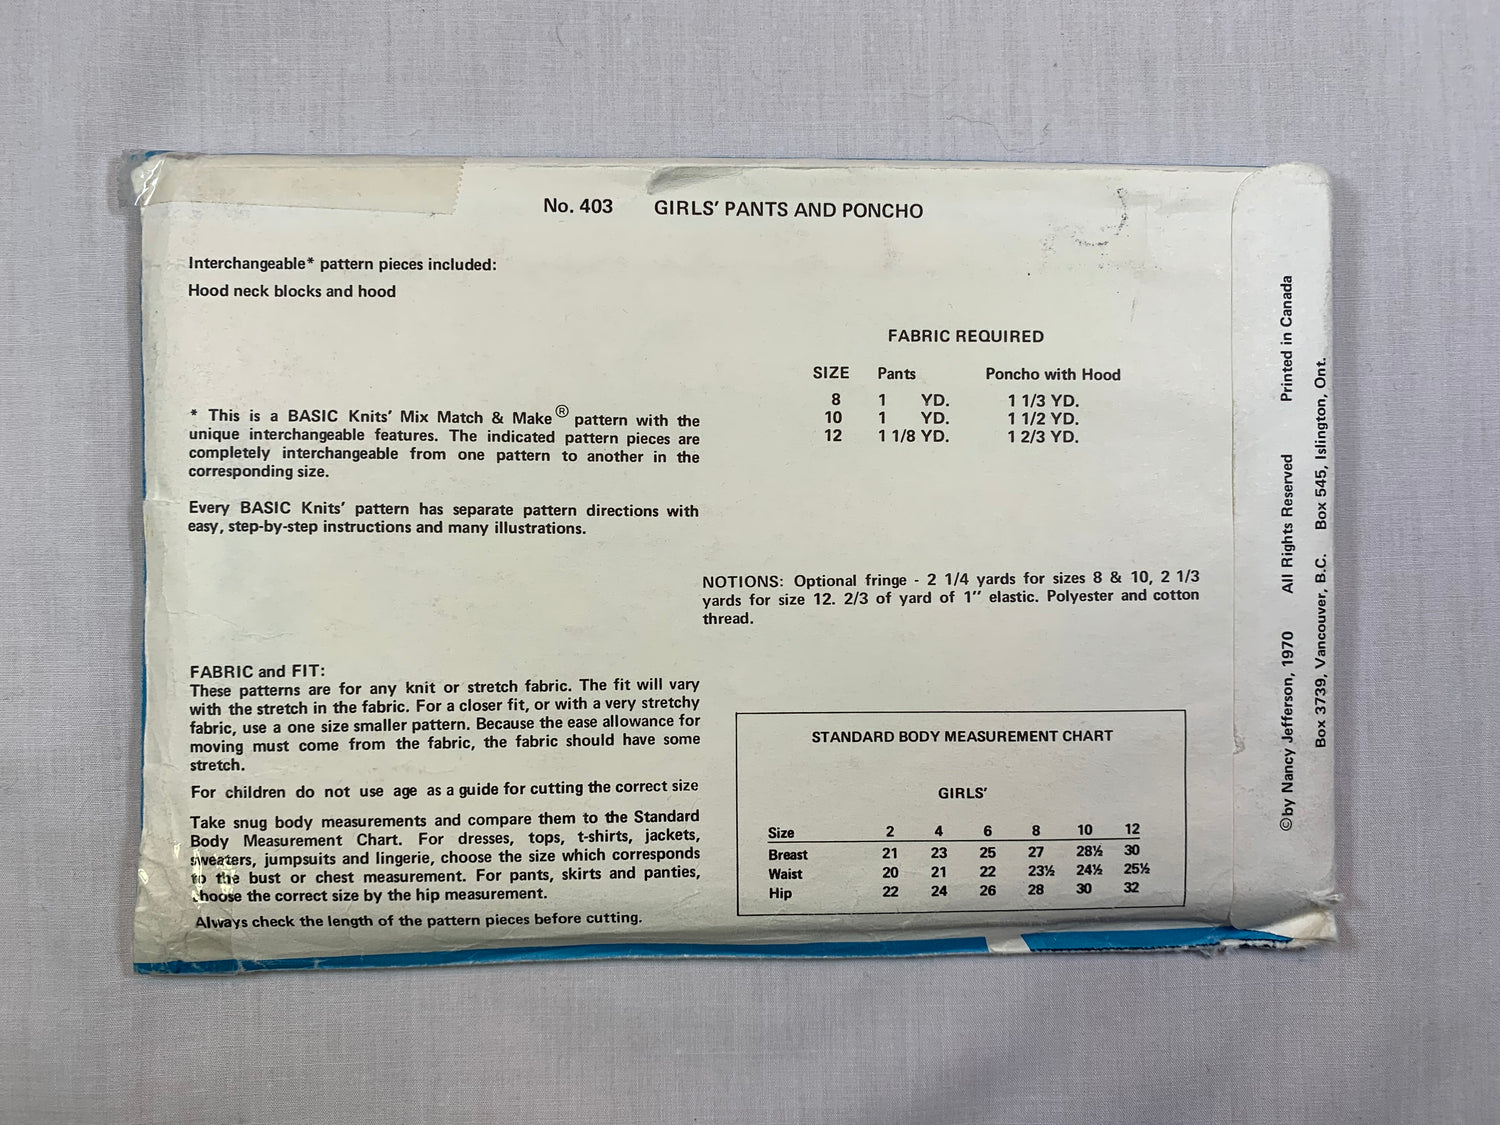 No. 403 GIRLS' PANTS AND PONCHO
Interchangeable* pattern pieces included:
Hood neck blocks and hood
* This is a BASIC Knits' Mix Match & Make® pattern with the
unique interchangeable features. The indicated pattern pieces are
completely interchangeable from one pattern to another in the
corresponding size.
Every BASIC Knits' pattern has separate pattern directions with
easy, step-by-step instructions and many illustrations.
FABRIC REQUIRED
SIZE Pants Poncho with Hood
8 1 YD. 1 1/3 YD.
10 1 YD. 1 1/2 YD.
12 1 1/8 YD. 1 2/3 YD.
NOTIONS: Optional fringe - 2 1/4 yards for sizes 8 & 10, 2 1/3
yards for size 12. 2/3 of yard of 1" elastic. Polyester and cotton
thread.
FABRIC and FIT:
These patterns are for any knit or stretch fabric. The fit will vary
with the stretch in the fabric. For a closer fit, or with a very stretchy
fabric, use a one size smaller pattern. Because the ease allowance for
moving must come from the fabric, the fabric should have some
stretch.
For children do not use age as a guide for cutting the correct size
Take snug body measurements and compare them to the Standard
Body Measurement Chart. For dresses, tops, t-shirts, jackets,
sweaters, jumpsuits and lingerie, choose the size which corresponds
to the bust or chest measurement. For pants, skirts and panties,
choose the correct size by the hip measurement.
Always check the length of the pattern pieces before cutting.
STANDARD BODY MEASUREMENT CHART
GIRLS'
Size 2 4 6 8 10 12
Breast 21 23 25 27 28½ 30
Waist 20 21 22 23½ 24½ 25½
Hip 22 24 26 28 30 32
©by Nancy Jefferson, 1970 All Rights Reserved Printed in Canada
Box 3739, Vancouver, B.C. Box 545, Islington, Ont.